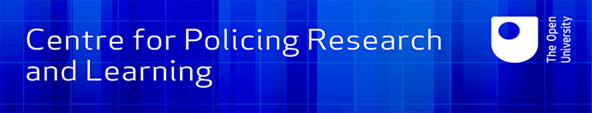 Centre for Policing Research
and Learning
The Open
University